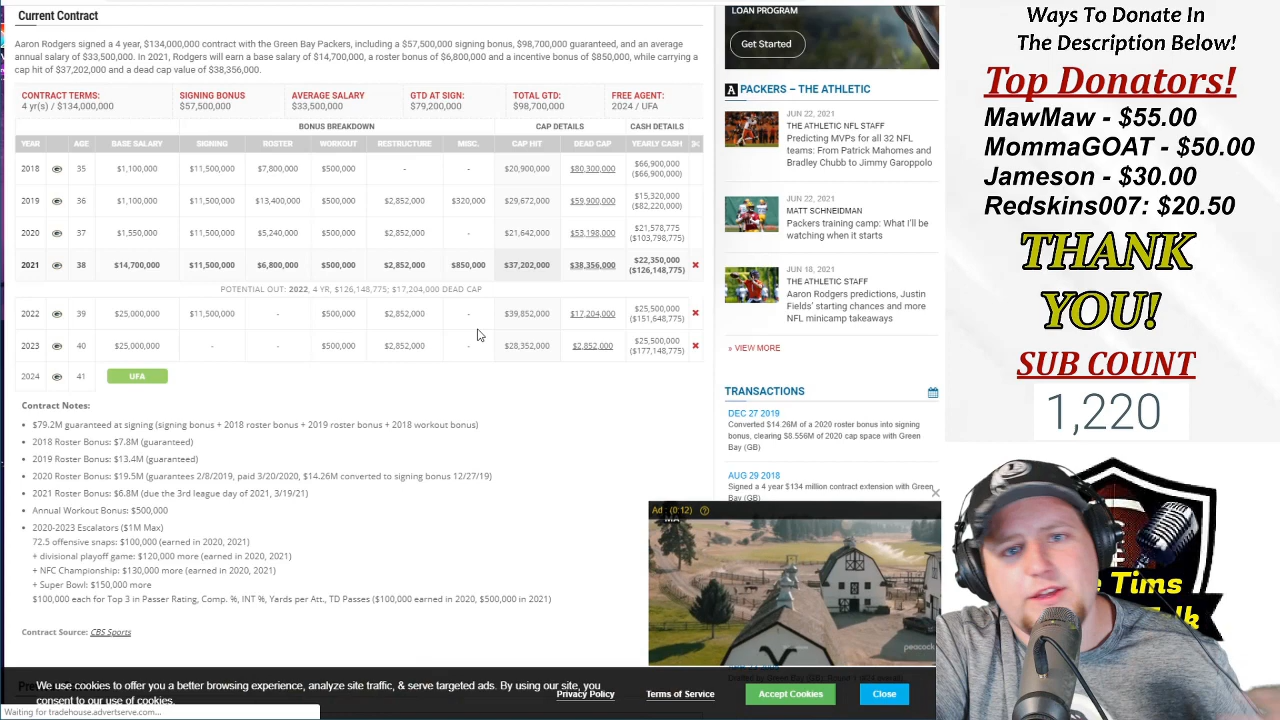 Current Contract
Aaron Rodgers signed a 4 year, $134,000,000 contract with the Green Bay Packers, including a $57,500,000 signing bonus, $98,700,000 guaranteed, and an average
annual salary of $33,500,000. In 2021, Rodgers will earn a base salary of $14,700,000, a roster bonus of $6,800,000 and a incentive bonus of $850,000, while carrying a
cap hit of $37,202,000 and a dead cap value of $38,356,000.
CONTRACT TERMS: SIGNING BONUS AVERAGE SALARY GTD AT SIGN: TOTAL GTD: FREE AGENT:
4 yr(s) / $134,000,000 $57,500,000 $33,500,000 $79,200,000 $98,700,000 2024 / UFA
BONUS BREAKDOWN CAP DETAILS CASH DETAILS
YEAR AGE BASE SALARY SIGNING ROSTER WORKOUT RESTRUCTURE MISC. CAP HIT DEAD CAP YEARLY CASH
2018 35 $1,100,000 $11,500,000 $7,800,000 $500,000 - - $20,900,000 $80,300,000 $66,900,000
($66,900,000)
2019 36 $1,100,000 $11,500,000 $13,400,000 $500,000 $2,852,000 $320,000 $29,672,000 $59,900,000 $15,320,000
($82,220,000)
2020 $11,500,000 $5,240,000 $500,000 $2,852,000 - $21,642,000 $53,198,000 $21,578,775
($103,798,775)
2021 38 $14,700,000 $11,500,000 $6,800,000 $500,000 $2,852,000 $850,000 $37,202,000 $38,356,000 $22,350,000
($126,148,775)
POTENTIAL OUT: 2022, 4 YR, $126,148,775; $17,204,000 DEAD CAP
2022 39 $25,000,000 $11,500,000 - $500,000 $2,852,000 - $39,852,000 $17,204,000 $25,500,000
($151,648,775)
2023 40 $25,000,000 - - $500,000 $2,852,000 - $28,352,000 $2,852,000 $25,500,000
($177,148,775)
2024 41 UFA
Contract Notes:
• $79.2M guaranteed at signing (signing bonus + 2018 roster bonus + 2019 roster bonus + 2018 workout bonus)
• 2018 Roster Bonus: $7.8M (guaranteed)
• 2019 Roster Bonus: $13.4M (guaranteed)
• 2020 Roster Bonus: $19.5M (guarantees 2/8/2019, paid 3/20/2020, $14.26M converted to signing bonus 12/27/19)
• 2021 Roster Bonus: $6.8M (due the 3rd league day of 2021, 3/19/21)
• Annual Workout Bonus: $500,000
• 2020-2023 Escalators ($1M Max)
72.5 offensive snaps: $100,000 (earned in 2020, 2021)
+ divisional playoff game: $120,000 more (earned in 2020, 2021)
+ NFC Championship: $130,000 more (earned in 2020, 2021)
+ Super Bowl: $150,000 more
$100,000 each for Top 3 in Passer Rating, Comp. %, INT %, Yards per Att., TD Passes ($100,000 earned in 2020, $500,000 in 2021)
Contract Source: CBS Sports
LOAN PROGRAM
Get Started
A PACKERS – THE ATHLETIC
JUN 22, 2021
THE ATHLETIC NFL STAFF
Predicting MVPs for all 32 NFL
teams: From Patrick Mahomes and
Bradley Chubb to Jimmy Garoppolo
JUN 22, 2021
MATT SCHNEIDMAN
Packers training camp: What I'll be
watching when it starts
JUN 18, 2021
THE ATHLETIC STAFF
Aaron Rodgers predictions, Justin
Fields' starting chances and more
NFL minicamp takeaways
» VIEW MORE
TRANSACTIONS
DEC 27 2019
Converted $14.26M of a 2020 roster bonus into signing
bonus, clearing $8.556M of 2020 cap space with Green
Bay (GB)
AUG 29 2018
Signed a 4 year $134 million contract extension with Green
Bay (GB)
Ad : (0:12)
MA
peacock
We use cookies to offer you a better browsing experience, analyze site traffic, & serve targeted ads. By using our site, you
consent to our use of cookies.
Privacy Policy
Terms of Service
Accept Cookies
Close
Waiting for tradehouse.advertserve.com...
Ways To Donate In
The Description Below!
Top Donators!
MawMaw - $55.00
MommaGOAT - $50.00
Jameson - $30.00
Redskins007: $20.50
THANK
YOU!
SUB COUNT
1,220
Tims